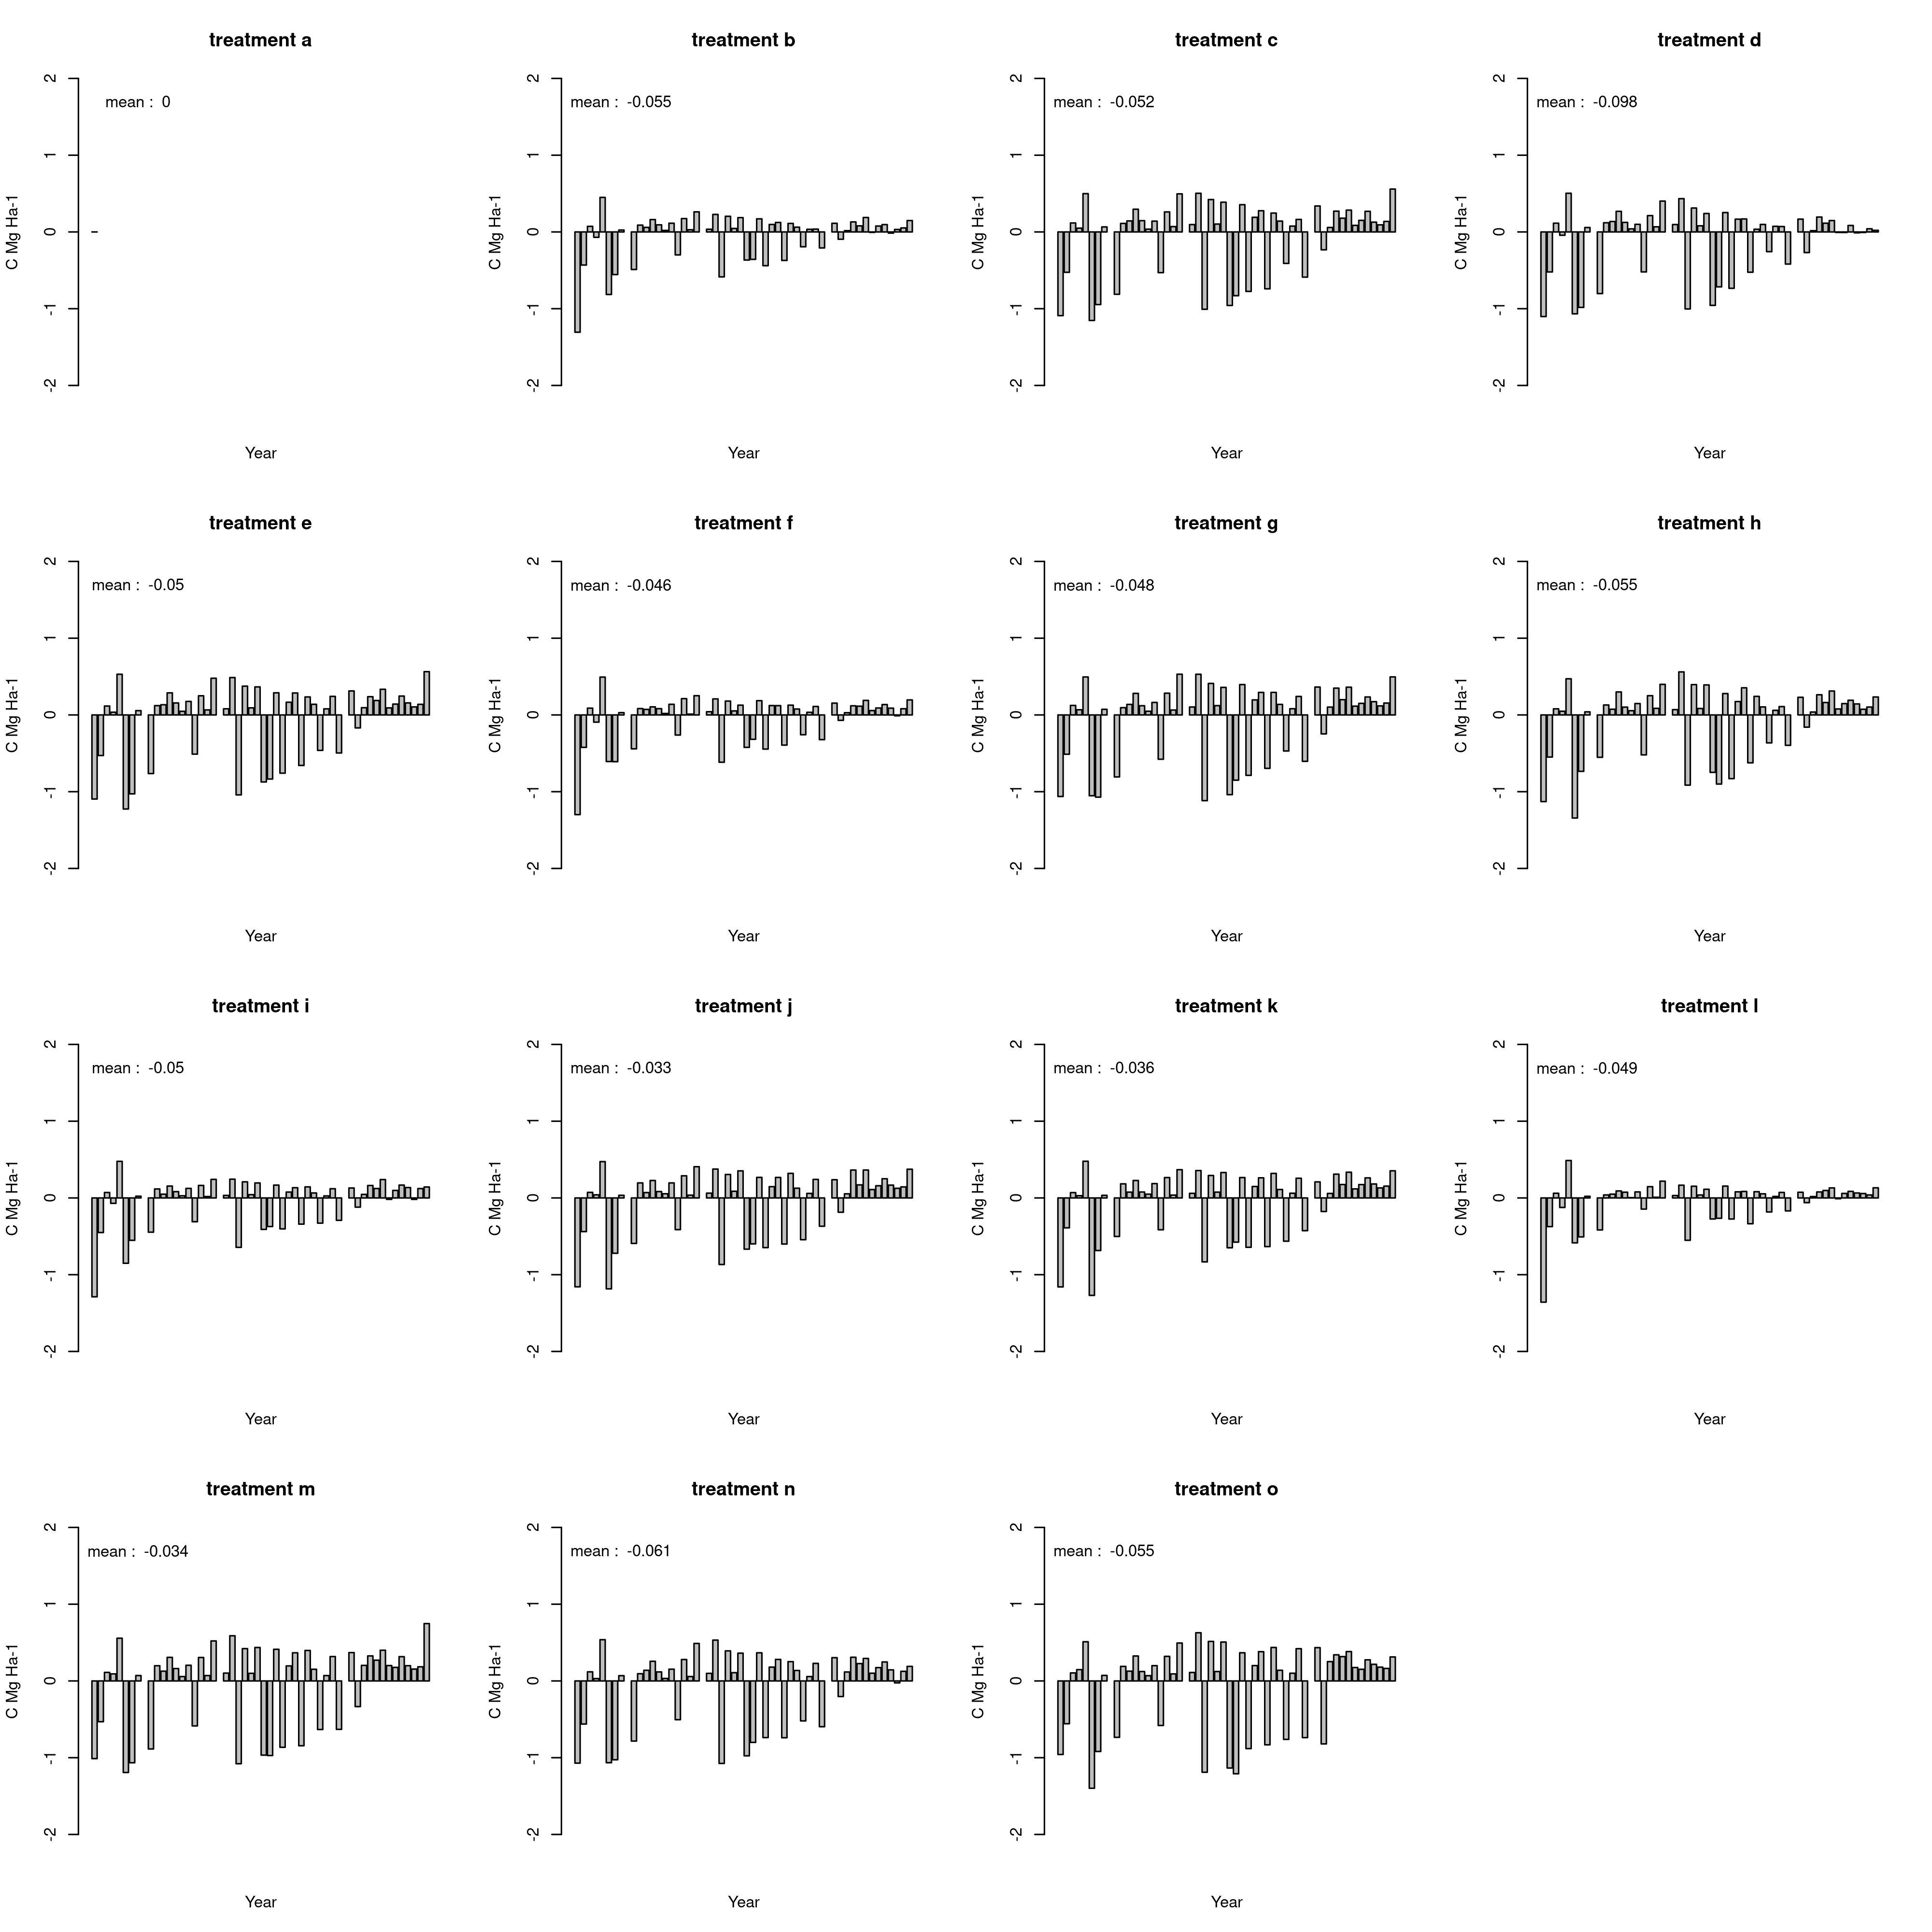 treatment a
mean :  0
C Mg Ha-1
2
1
0
-1
-2
Year
treatment b
mean :  -0.055
C Mg Ha-1
2
1
0
-1
-2
Year
treatment c
mean :  -0.052
C Mg Ha-1
2
1
0
-1
-2
Year
treatment d
mean :  -0.098
C Mg Ha-1
2
1
0
-1
-2
Year
treatment e
mean :  -0.05
C Mg Ha-1
2
1
0
-1
-2
Year
treatment f
mean :  -0.046
C Mg Ha-1
2
1
0
-1
-2
Year
treatment g
mean :  -0.048
C Mg Ha-1
2
1
0
-1
-2
Year
treatment h
mean :  -0.055
C Mg Ha-1
2
1
0
-1
-2
Year
treatment i
mean :  -0.05
C Mg Ha-1
2
1
0
-1
-2
Year
treatment j
mean :  -0.033
C Mg Ha-1
2
1
0
-1
-2
Year
treatment k
mean :  -0.036
C Mg Ha-1
2
1
0
-1
-2
Year
treatment l
mean :  -0.049
C Mg Ha-1
2
1
0
-1
-2
Year
treatment m
mean :  -0.034
C Mg Ha-1
2
1
0
-1
-2
Year
treatment n
mean :  -0.061
C Mg Ha-1
2
1
0
-1
-2
Year
treatment o
mean :  -0.055
C Mg Ha-1
2
1
0
-1
-2
Year